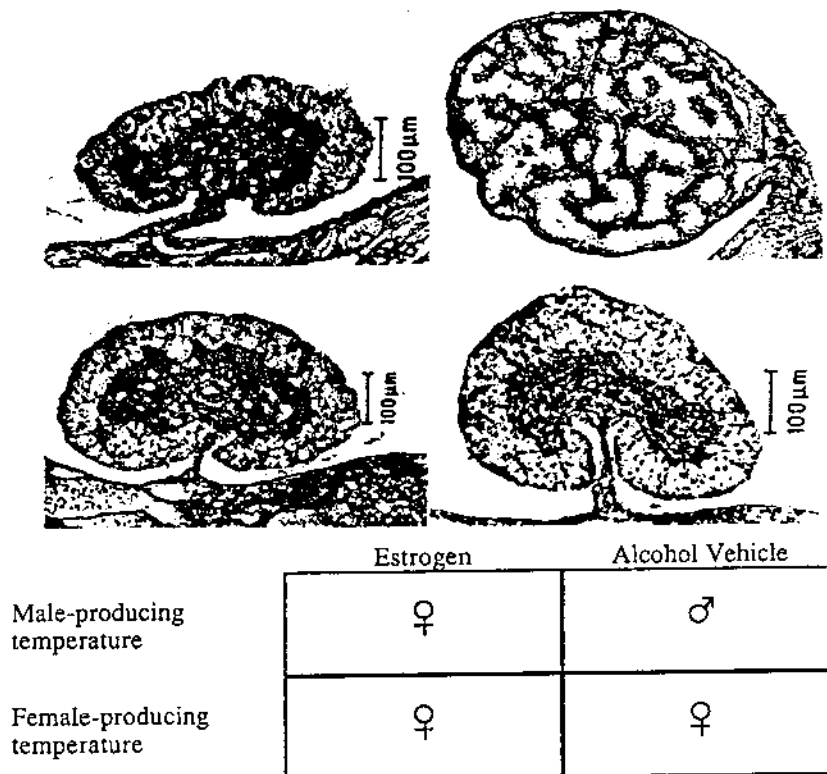 100µm
100µm
100µm
Estrogen Alcohol Vehicle
Male-producing
temperature
♀ ♂
Female-producing
temperature
♀ ♀